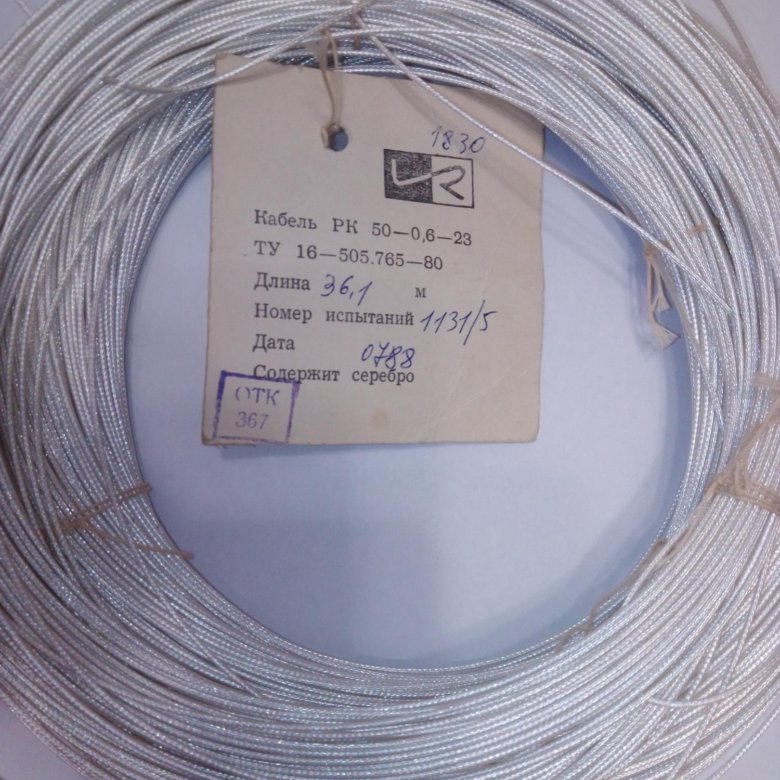 1830
Кабель РК 50—0,6—23
ТУ 16—505.765—80
Длина 36,1 м
Номер испытаний 1131/5
Дата 0788
Содержит серебро
ОТК
367